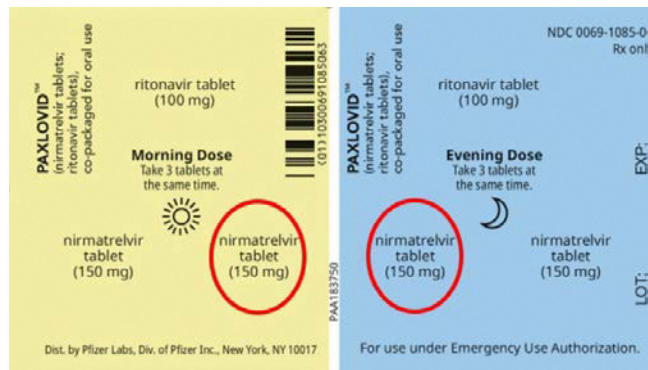 PAXLOVID™
(nirmatrelvir tablets;
ritonavir tablets),
co-packaged for oral use
ritonavir tablet
(100 mg)
(01)10300691085063
Morning Dose
Take 3 tablets at
the same time.
nirmatrelvir
tablet
(150 mg)
nirmatrelvir
tablet
(150 mg)
Dist. by Pfizer Labs, Div. of Pfizer Inc., New York, NY 10017
PAA183750
PAXLOVID™
(nirmatrelvir tablets;
ritonavir tablets),
co-packaged for oral use
NDC 0069-1085-0
Rx only
ritonavir tablet
(100 mg)
Evening Dose
Take 3 tablets at
the same time.
EXP:
nirmatrelvir
tablet
(150 mg)
nirmatrelvir
tablet
(150 mg)
LOT:
For use under Emergency Use Authorization.